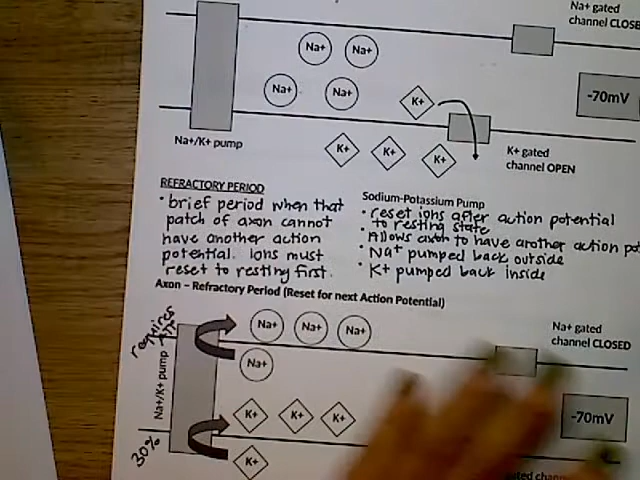 Na+ gated
channel CLOSE
Na+ Na+
Na+ Na+ K+
-70mV
Na+/K+ pump
K+ K+ K+
K+ gated
channel OPEN
REFRACTORY PERIOD
• brief period when that
patch of axon cannot
have another action
potential. Ions must
reset to resting first.
Sodium-Potassium Pump
• reset ions after action potential
to resting state
• Allows axon to have another action po
• Na+ pumped back outside
• K+ pumped back inside
Axon – Refractory Period (Reset for next Action Potential)
requires
30%
Na+/K+ pump
Na+ Na+ Na+
Na+
Na+ gated
channel CLOSED
K+ K+ K+
-70mV
K+
gated chan